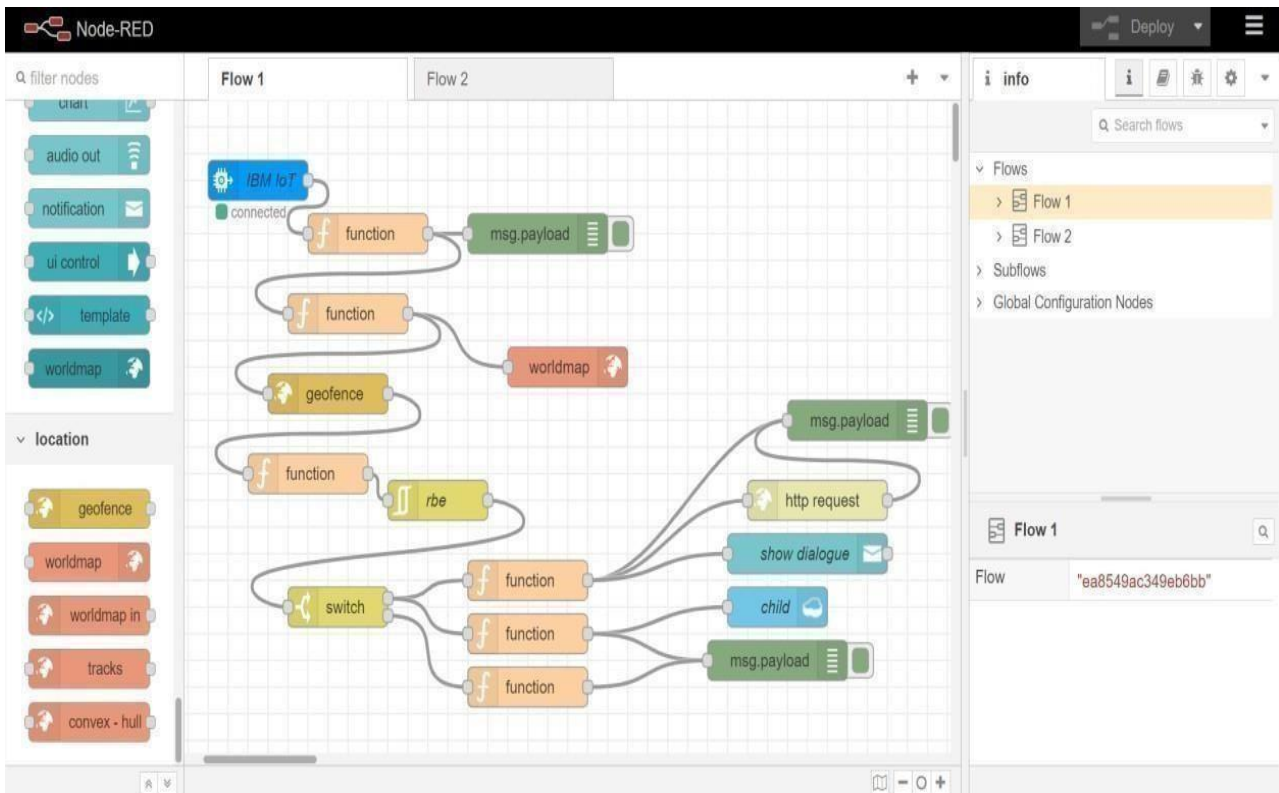 Node-RED
Deploy
filter nodes
Flow 1
Flow 2
info
i
Search flows
chart
audio out
notification
ui control
</> template
worldmap
location
geofence
worldmap
worldmap in
tracks
convex - hull
IBM IoT
connected
function
msg.payload
function
worldmap
geofence
msg.payload
function
rbe
http request
show dialogue
function
switch
child
function
msg.payload
function
Flows
Flow 1
Flow 2
Subflows
Global Configuration Nodes
Flow 1
Flow "ea8549ac349eb6bb"